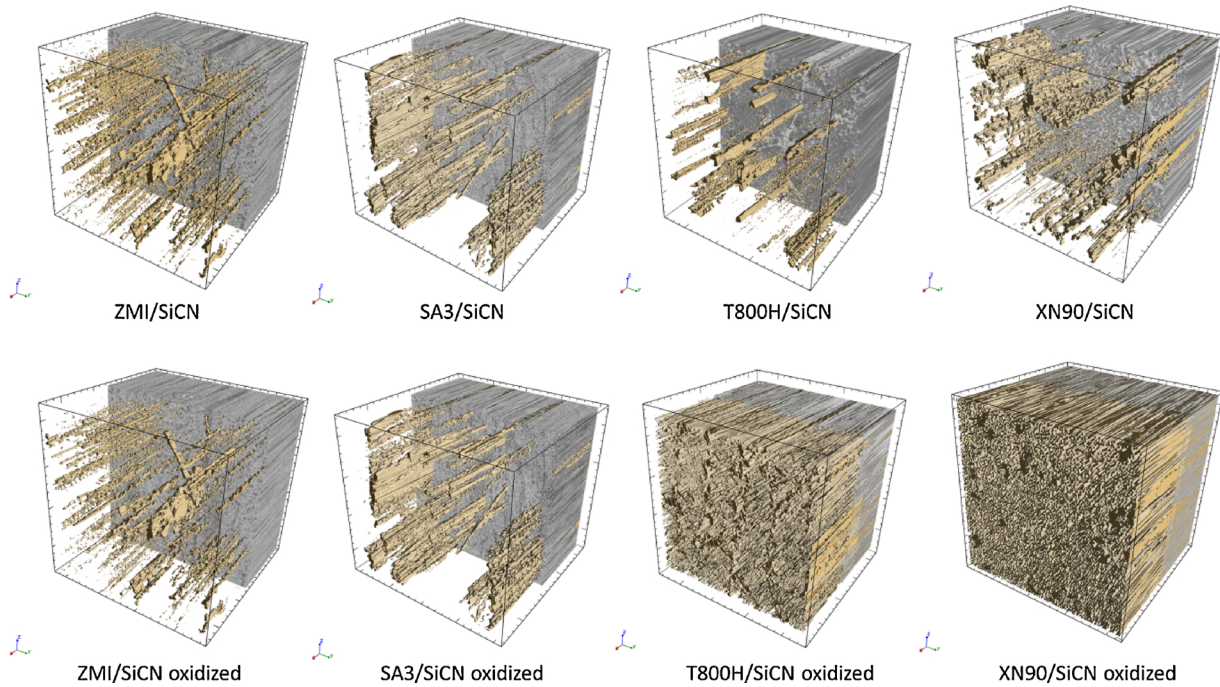 ZMI/SiCN
SA3/SiCN
T800H/SiCN
XN90/SiCN
ZMI/SiCN oxidized
SA3/SiCN oxidized
T800H/SiCN oxidized
XN90/SiCN oxidized